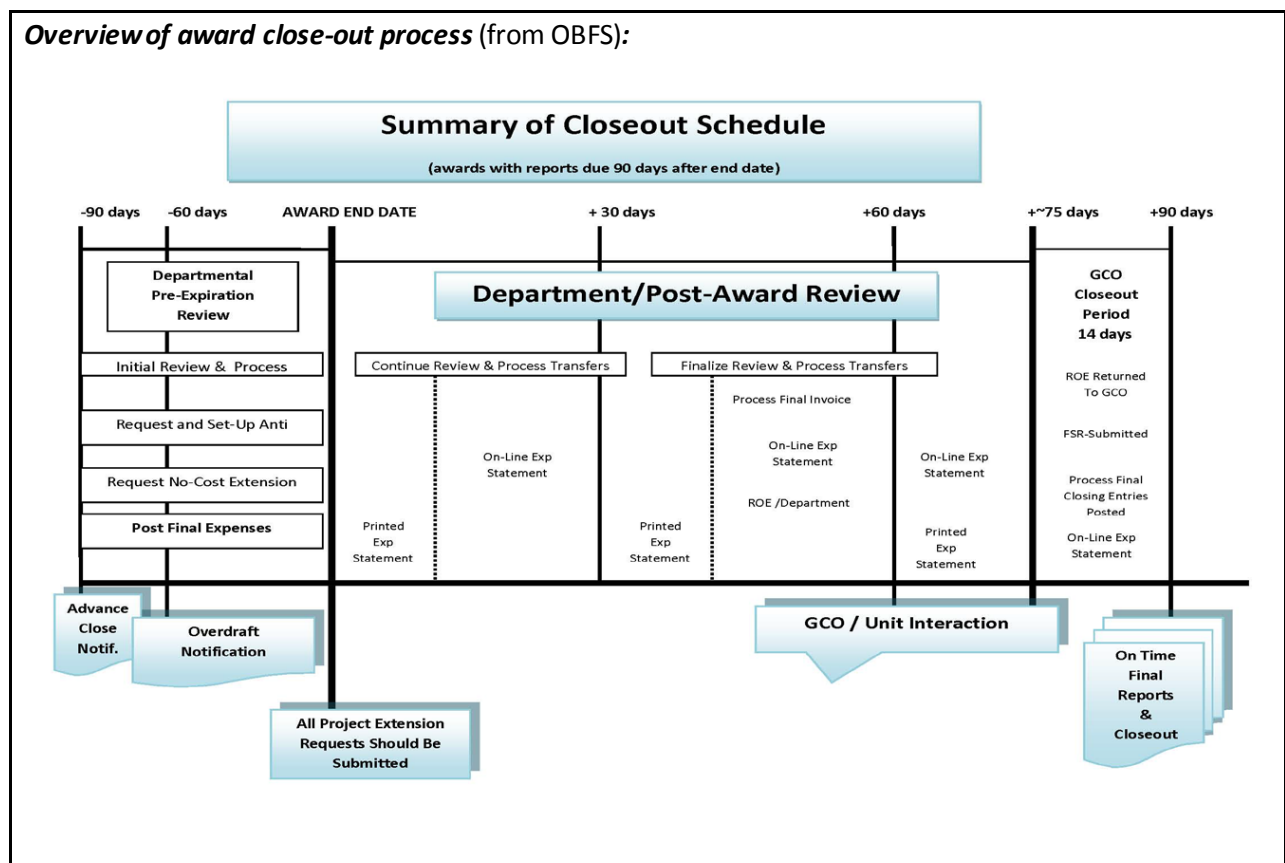 Overview of award close-out process (from OBFS):
Summary of Closeout Schedule
(awards with reports due 90 days after end date)
-90 days
-60 days
AWARD END DATE
+ 30 days
+60 days
+~75 days
+90 days
Departmental
Pre-Expiration
Review
Department/Post-Award Review
GCO
Closeout
Period
14 days
Initial Review & Process
Continue Review & Process Transfers
Finalize Review & Process Transfers
ROE Returned
To GCO
Process Final Invoice
Request and Set-Up Anti
FSR-Submitted
On-Line Exp
Statement
On-Line Exp
Statement
On-Line Exp
Statement
Request No-Cost Extension
Process Final
Closing Entries
Posted
ROE /Department
Post Final Expenses
Printed
Exp
Statement
Printed
Exp
Statement
Printed
Exp
Statement
On-Line Exp
Statement
Advance
Close
Notif.
Overdraft
Notification
GCO / Unit Interaction
On Time
Final
Reports
&
Closeout
All Project Extension
Requests Should Be
Submitted